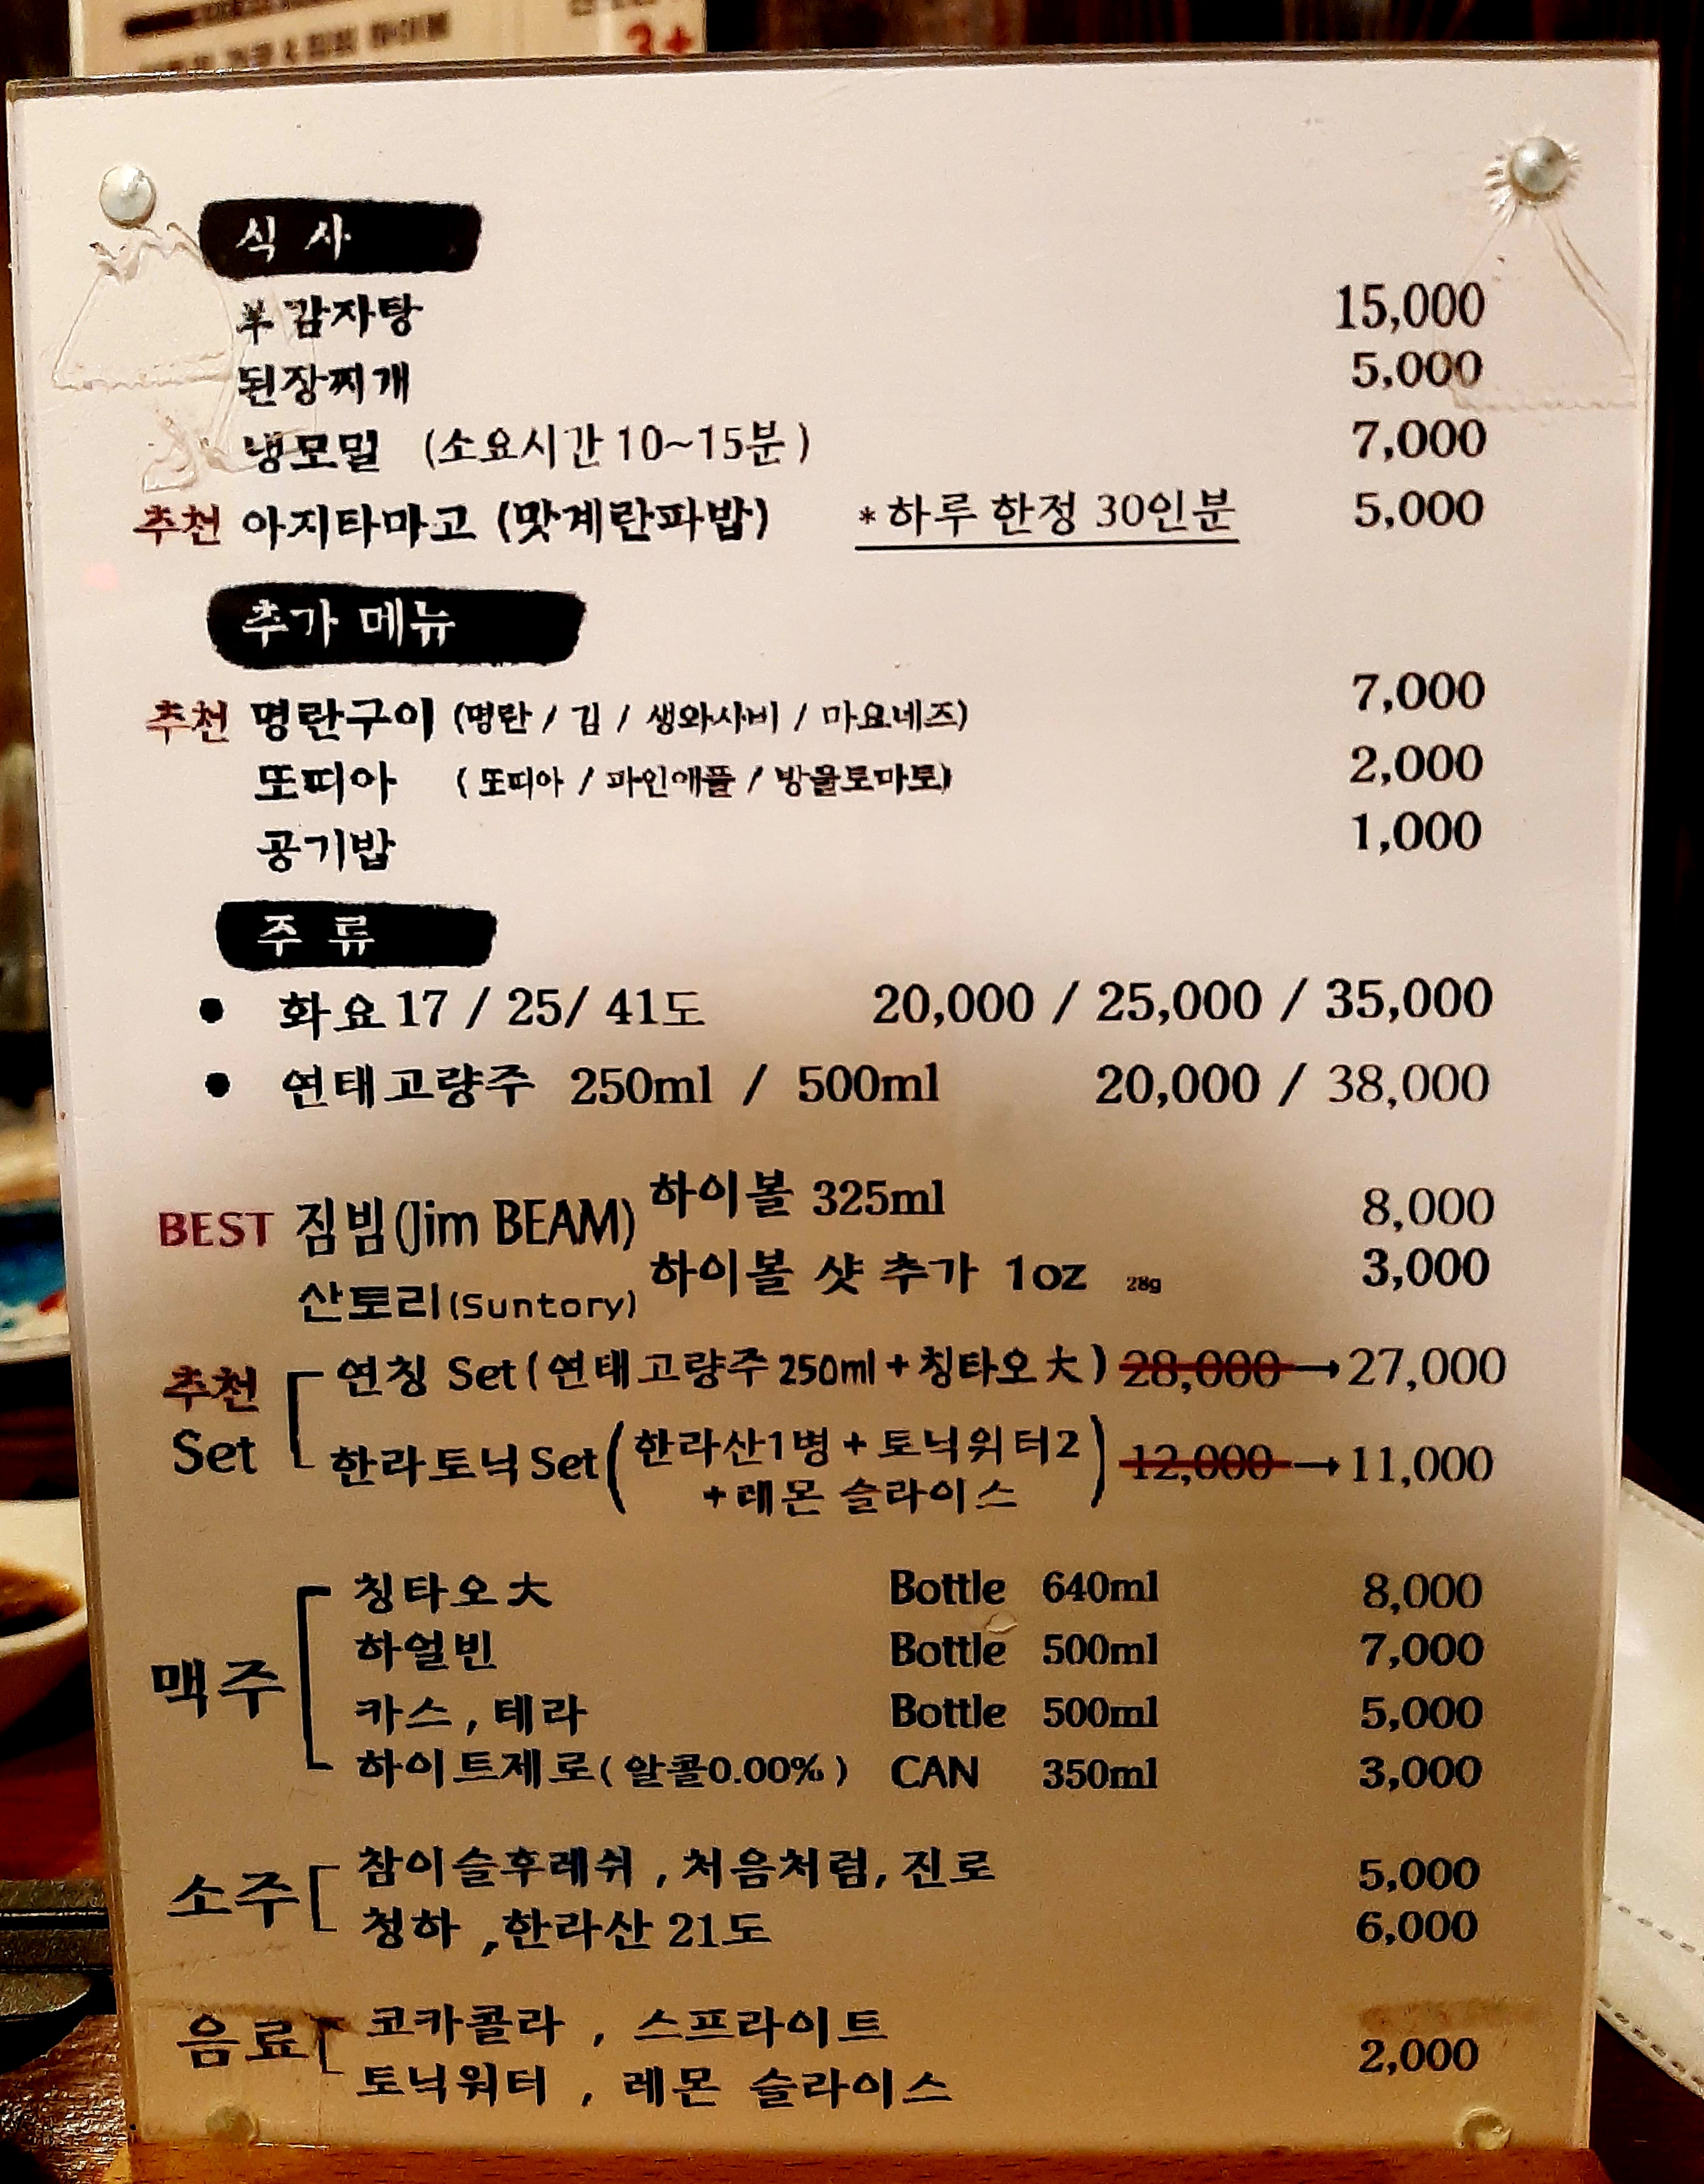 3+
식 사
羊 감자탕 15,000
된장찌개 5,000
냉모밀 (소요시간 10~15분) 7,000
추천 아지타마고 (맛계란파밥) *하루 한정 30인분 5,000
추가 메뉴
추천 명란구이 (명란 / 김 / 생와사비 / 마요네즈) 7,000
또띠아 (또띠아 / 파인애플 / 방울토마토) 2,000
공기밥 1,000
주 류
• 화요 17 / 25/ 41도 20,000 / 25,000 / 35,000
• 연태고량주 250ml / 500ml 20,000 / 38,000
BEST 짐빔(Jim BEAM) 하이볼 325ml 8,000
산토리(Suntory) 하이볼 샷 추가 1oz 28g 3,000
추천 Set
연칭 Set (연태고량주 250ml + 칭타오 大) 28,000 → 27,000
한라토닉 Set (한라산1병 + 토닉워터2 12,000 → 11,000
+ 레몬 슬라이스)
맥주
칭타오 大 Bottle 640ml 8,000
하얼빈 Bottle 500ml 7,000
카스, 테라 Bottle 500ml 5,000
하이트제로(알콜0.00%) CAN 350ml 3,000
소주
참이슬후레쉬, 처음처럼, 진로 5,000
청하, 한라산 21도 6,000
음료
코카콜라, 스프라이트
토닉워터, 레몬 슬라이스 2,000